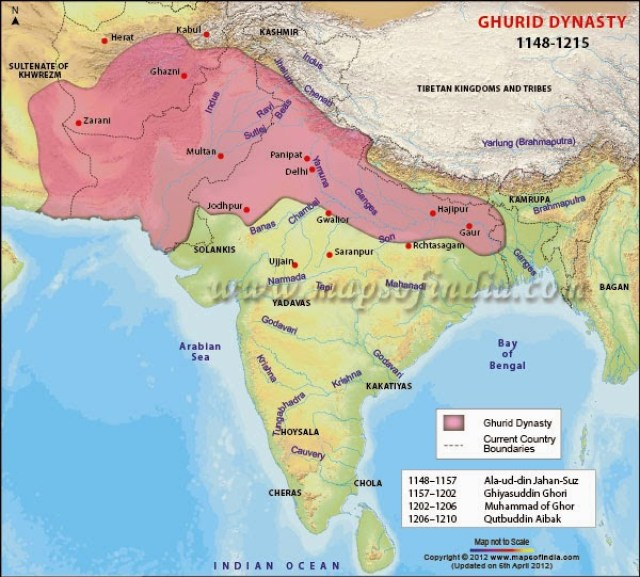 N
GHURID DYNASTY
1148-1215
Herat
Kabul
KASHMIR
SULTENATE OF
KHWREZM
Ghazni
Indus
Jhelum
Chenab
TIBETAN KINGDOMS AND TRIBES
Zarani
Indus
Ravi
Beas
Sutlej
Yarlung (Brahmaputra)
Multan
Panipat
Delhi
Yamuna
Ganges
KAMRUPA
Brahmaputra
Jodhpur
Banas
Chambal
Gwalior
Hajipur
Gaur
SOLANKIS
Son
Rchtasagam
Ujjain
Saranpur
Ganges
Narmada
Tapi
Mahanadi
BAGAN
www.mapsofindia.com
YADAVAS
Godavari
Arabian
Sea
Bay
of
Bengal
Krishna
Krishna
Godavari
KAKATIYAS
Tungabhadra
HOYSALA
Cauvery
CHERAS
CHOLA
INDIAN OCEAN
Ghurid Dynasty
Current Country
Boundaries
1148-1157 Ala-ud-din Jahan-Suz
1157-1202 Ghiyasuddin Ghori
1202-1206 Muhammad of Ghor
1206-1210 Qutbuddin Aibak
Map not to Scale
Copyright © 2012 www.mapsofindia.com
(Updated on 6th April 2012)